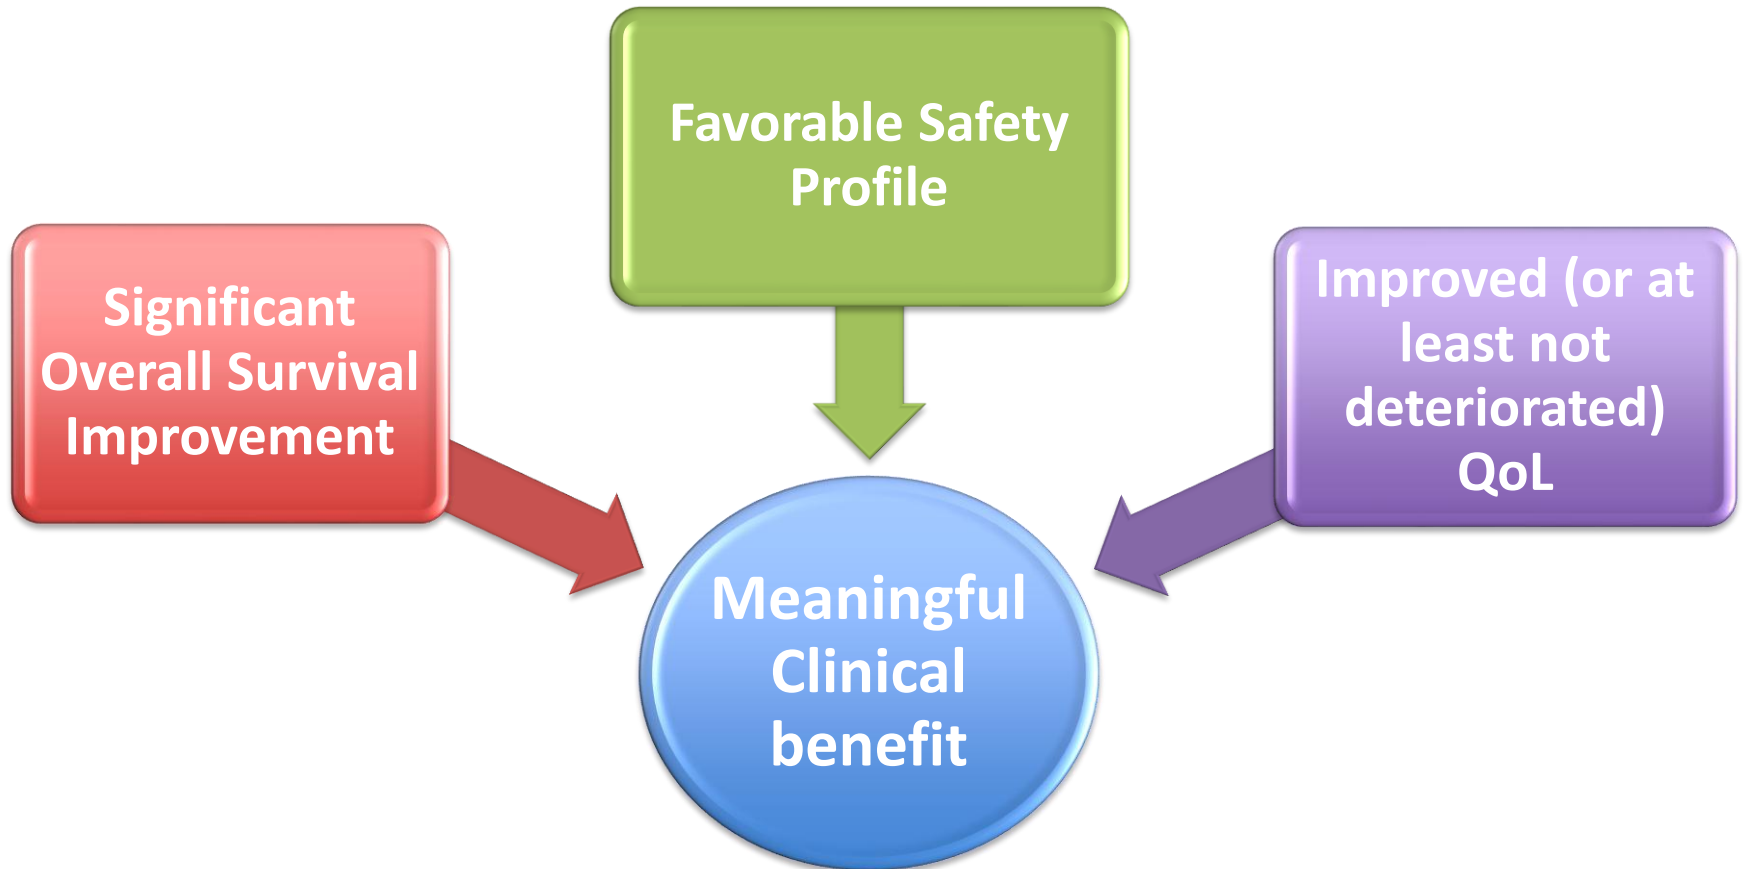 Favorable Safety
Profile
Significant
Overall Survival
Improvement
Improved (or at
least not
deteriorated)
QoL
Meaningful
Clinical
benefit